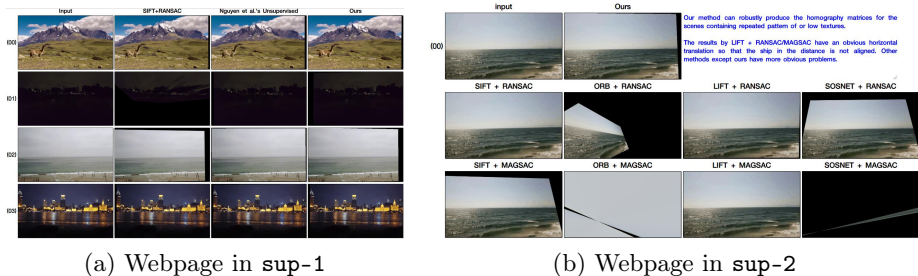 Input SIFT+RANSAC Nguyen et al.'s Unsupervised Ours
(00)
(01)
(02)
(03)
(a) Webpage in sup-1
input Ours
(00)
Our method can robustly produce the homography matrices for the
scenes containing repeated pattern of or low textures.
The results by LIFT + RANSAC/MAGSAC have an obvious horizontal
translation so that the ship in the distance is not aligned. Other
methods except ours have more obvious problems.
SIFT + RANSAC ORB + RANSAC LIFT + RANSAC SOSNET + RANSAC
SIFT + MAGSAC ORB + MAGSAC LIFT + MAGSAC SOSNET + MAGSAC
(b) Webpage in sup-2